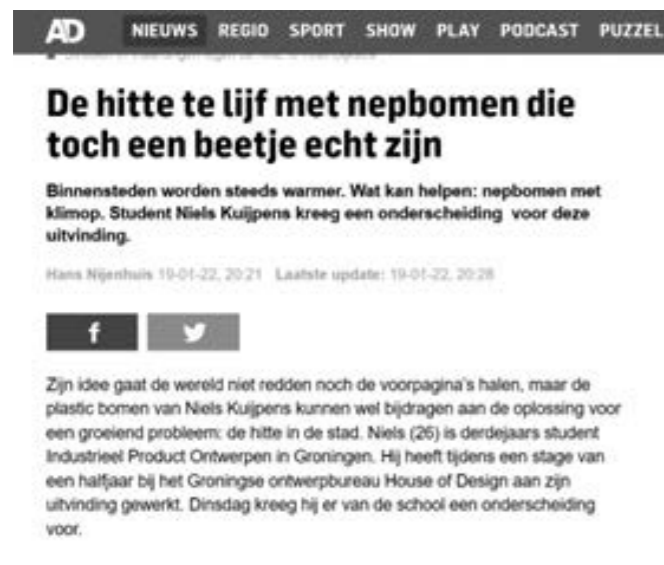 AD NIEUWS REGIO SPORT SHOW PLAY PODCAST PUZZEL
De hitte te lijf met nepbomen die
toch een beetje echt zijn
Binnensteden worden steeds warmer. Wat kan helpen: nepbomen met
klimop. Student Niels Kuijpens kreeg een onderscheiding voor deze
uitvinding.
Hans Nijenhuis 19-01-22, 20:21 Laatste update: 19-01-22, 20:28
Zijn idee gaat de wereld niet redden noch de voorpagina's halen, maar de
plastic bomen van Niels Kuijpens kunnen wel bijdragen aan de oplossing voor
een groeiend probleem: de hitte in de stad. Niels (26) is derdejaars student
Industrieel Product Ontwerpen in Groningen. Hij heeft tijdens een stage van
een halfjaar bij het Groningse ontwerpbureau House of Design aan zijn
uitvinding gewerkt. Dinsdag kreeg hij er van de school een onderscheiding
voor.